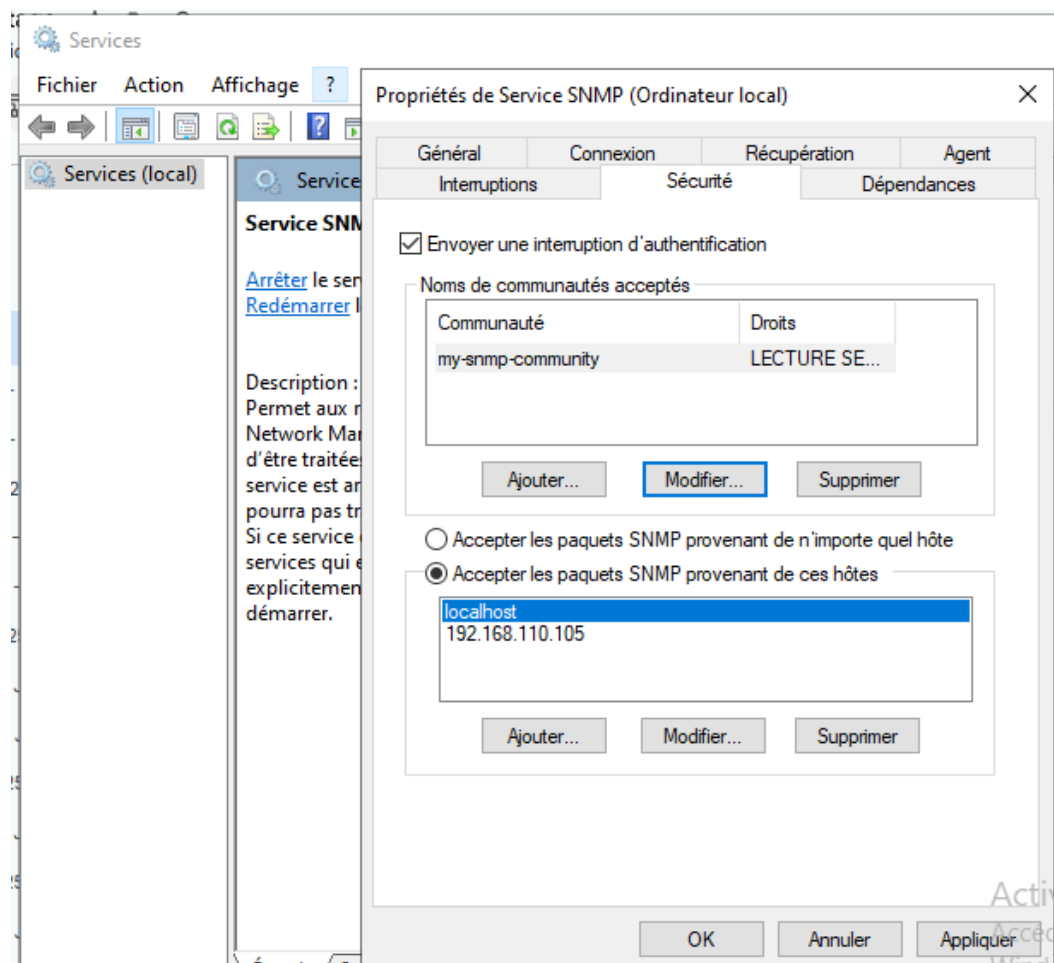 Services
Fichier Action Affichage ?
Propriétés de Service SNMP (Ordinateur local)
Général Connexion Récupération Agent
Interruptions Sécurité Dépendances
Services (local)
Service
Service SNM
Arrêter le ser
Redémarrer l
Description :
Permet aux r
Network Mar
d'être traitée
service est ar
pourra pas tr
Si ce service
services qui e
explicitemen
démarrer.
Envoyer une interruption d'authentification
Noms de communautés acceptés
Communauté Droits
my-snmp-community LECTURE SE...
Ajouter... Modifier... Supprimer
Accepter les paquets SNMP provenant de n'importe quel hôte
Accepter les paquets SNMP provenant de ces hôtes
localhost
192.168.110.105
Ajouter... Modifier... Supprimer
Activ
OK Annuler Appliquer